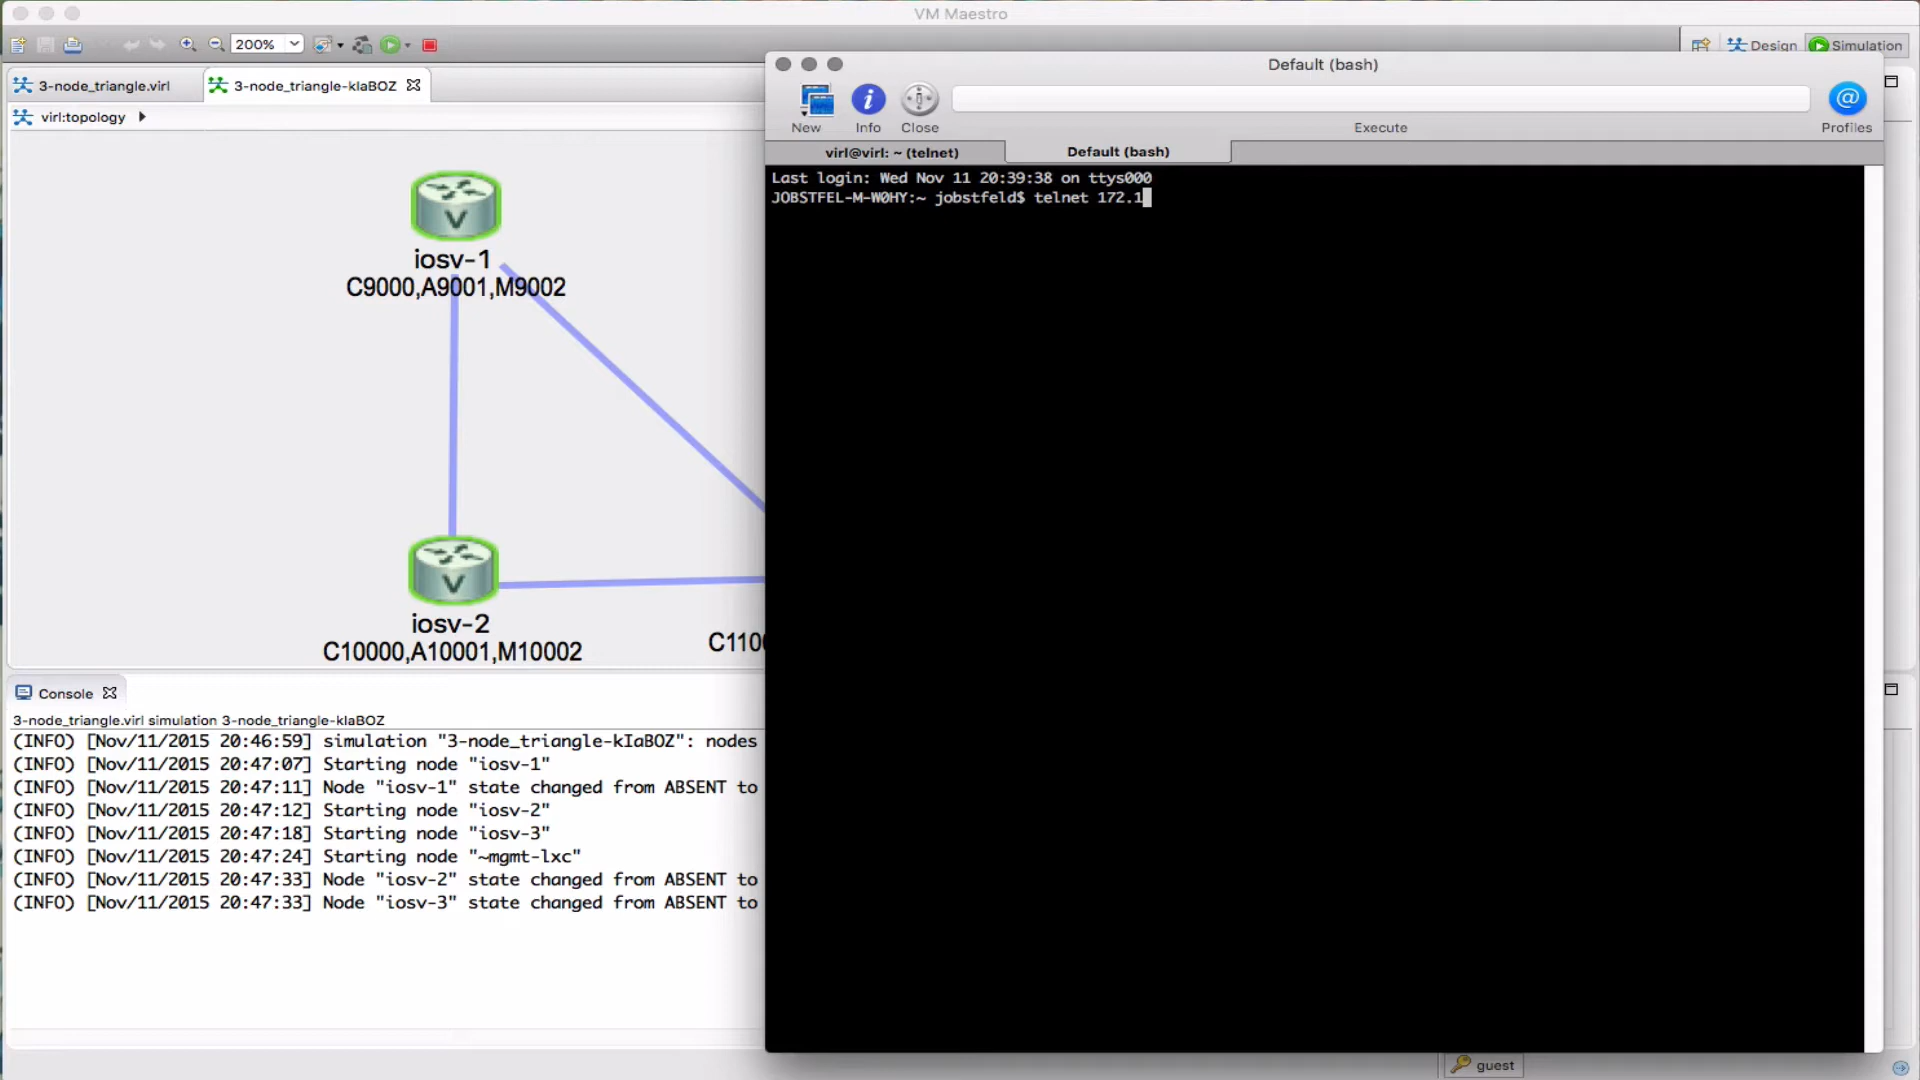 VM Maestro
200%
Design
Simulation
3-node_triangle.virl
3-node_triangle-kIaBOZ
virl:topology
iosv-1
C9000,A9001,M9002
iosv-2
C10000,A10001,M10002
C1100
Console
3-node_triangle.virl simulation 3-node_triangle-kIaBOZ
(INFO) [Nov/11/2015 20:46:59] simulation "3-node_triangle-kIaBOZ": nodes
(INFO) [Nov/11/2015 20:47:07] Starting node "iosv-1"
(INFO) [Nov/11/2015 20:47:11] Node "iosv-1" state changed from ABSENT to
(INFO) [Nov/11/2015 20:47:12] Starting node "iosv-2"
(INFO) [Nov/11/2015 20:47:18] Starting node "iosv-3"
(INFO) [Nov/11/2015 20:47:24] Starting node "~mgmt-lxc"
(INFO) [Nov/11/2015 20:47:33] Node "iosv-2" state changed from ABSENT to
(INFO) [Nov/11/2015 20:47:33] Node "iosv-3" state changed from ABSENT to
Default (bash)
New
Info
Close
Execute
Profiles
virl@virl: ~ (telnet)
Default (bash)
Last login: Wed Nov 11 20:39:38 on ttys000
JOBSTFEL-M-W0HY:~ jobstfeld$ telnet 172.1
guest